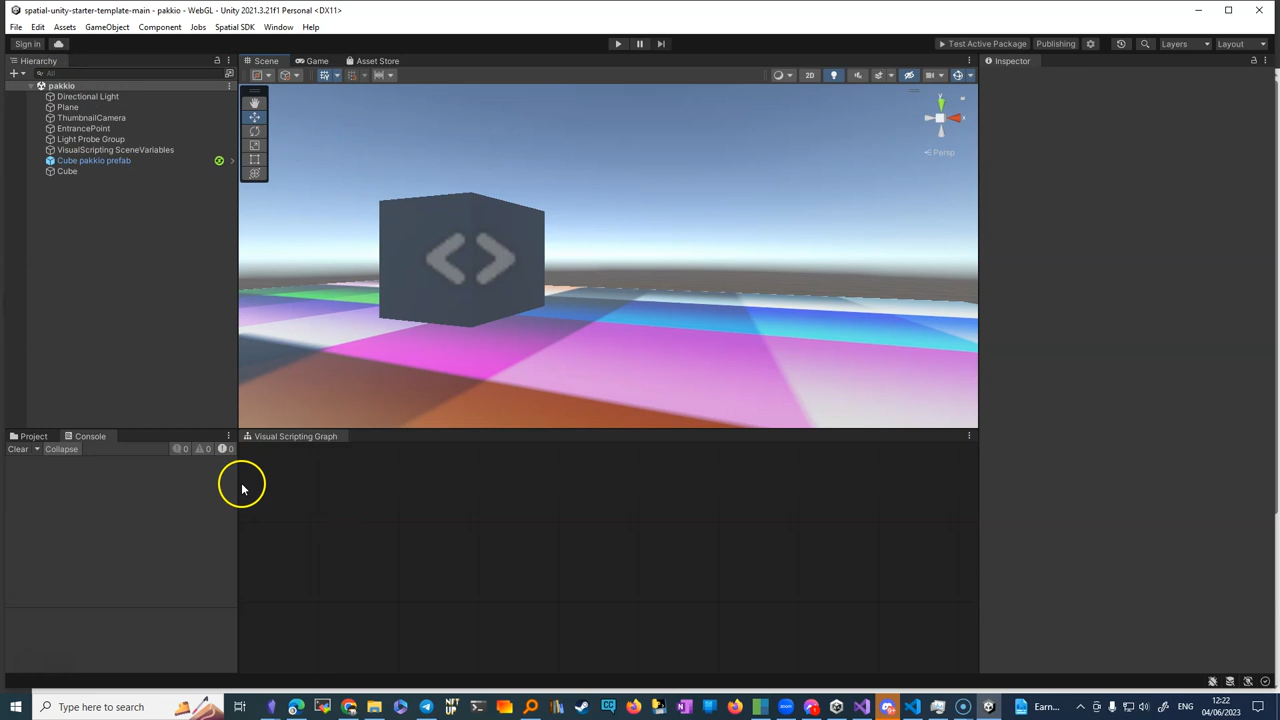 spatial-unity-starter-template-main - pakkio - WebGL - Unity 2021.3.21f1 Personal <DX11>
File Edit Assets GameObject Component Jobs Spatial SDK Window Help
Sign in
Test Active Package
Publishing
Layers
Layout
Hierarchy
Scene
Game
Asset Store
Inspector
All
2D
pakkio
Directional Light
Plane
ThumbnailCamera
EntrancePoint
Light Probe Group
VisualScripting SceneVariables
Cube pakkio prefab
Cube
y
x
Persp
<>
Project
Console
Visual Scripting Graph
Clear
Collapse
0
0
0
Type here to search
Earn...
12:22
04/06/2023